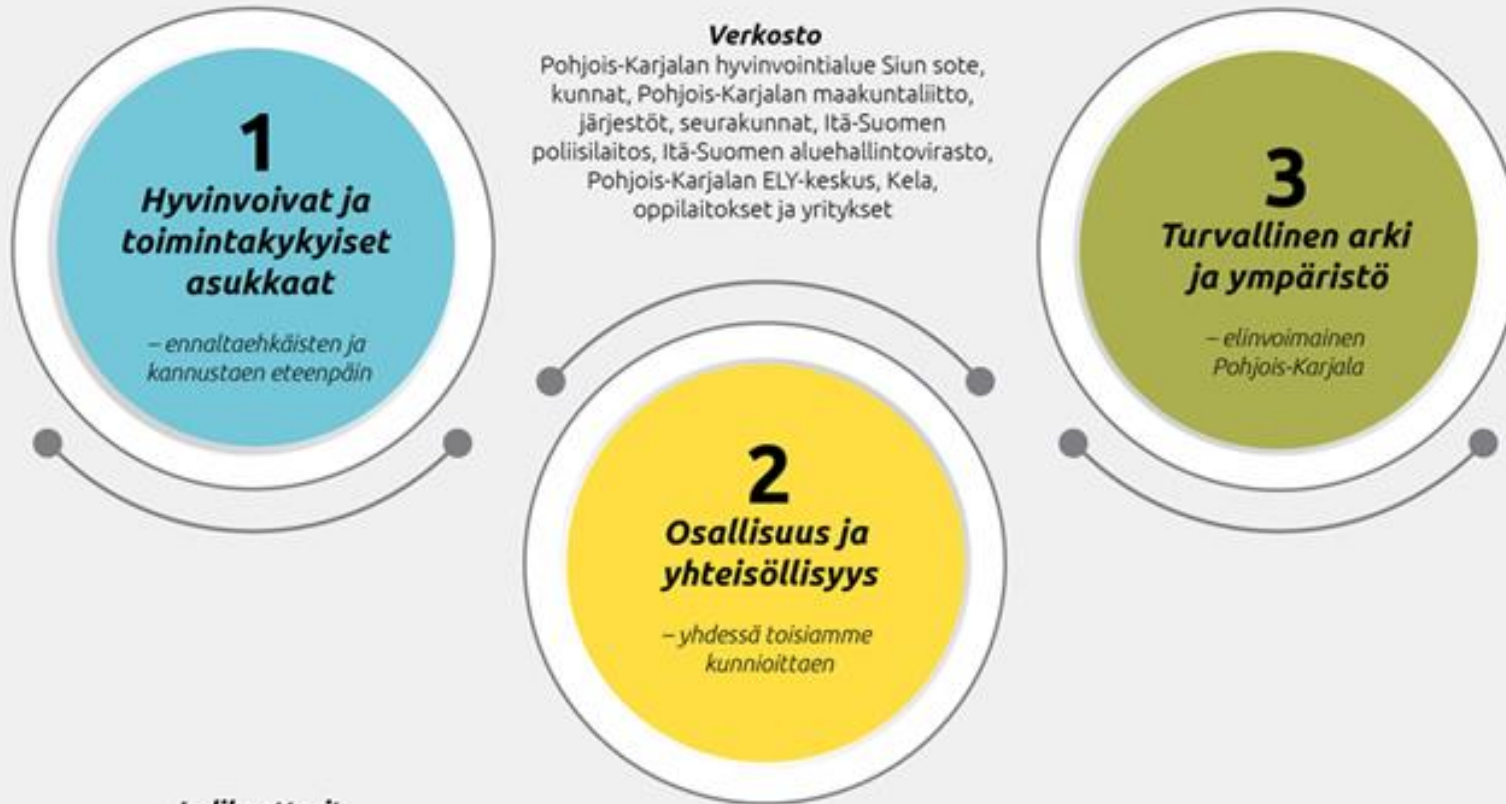 1
Hyvinvoivat ja
toimintakykyiset
asukkaat
– ennaltaehkäisten ja
kannustaen eteenpäin
Verkosto
Pohjois-Karjalan hyvinvointialue Siun sote,
kunnat, Pohjois-Karjalan maakuntaliitto,
järjestöt, seurakunnat, Itä-Suomen
poliisilaitos, Itä-Suomen aluehallintovirasto,
Pohjois-Karjalan ELY-keskus, Kela,
oppilaitokset ja yritykset
2
Osallisuus ja
yhteisöllisyys
– yhdessä toisiamme
kunnioittaen
3
Turvallinen arki
ja ympäristö
– elinvoimainen
Pohjois-Karjala